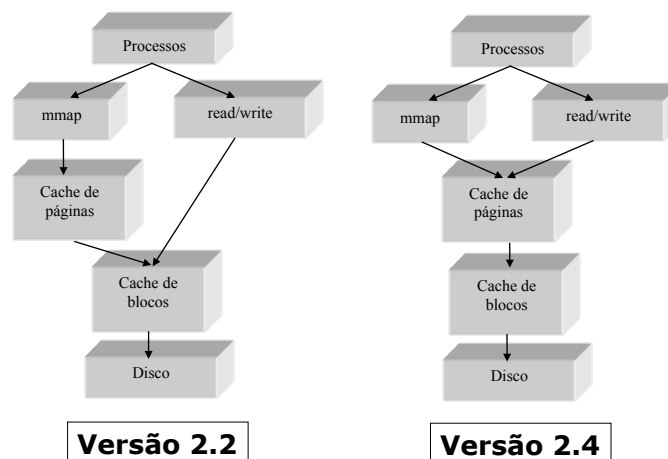 Processos
mmap
read/write
Cache de
páginas
Cache de
blocos
Disco
Versão 2.2
Processos
mmap
read/write
Cache de
páginas
Cache de
blocos
Disco
Versão 2.4